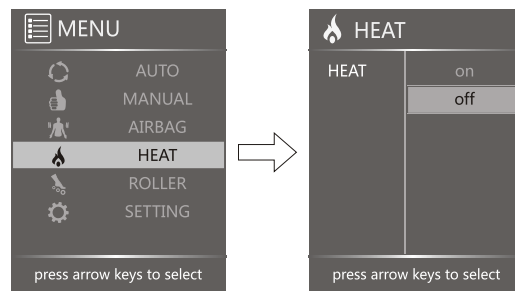 MENU
AUTO
MANUAL
AIRBAG
HEAT
ROLLER
SETTING
press arrow keys to select
HEAT
HEAT
on
off
press arrow keys to select